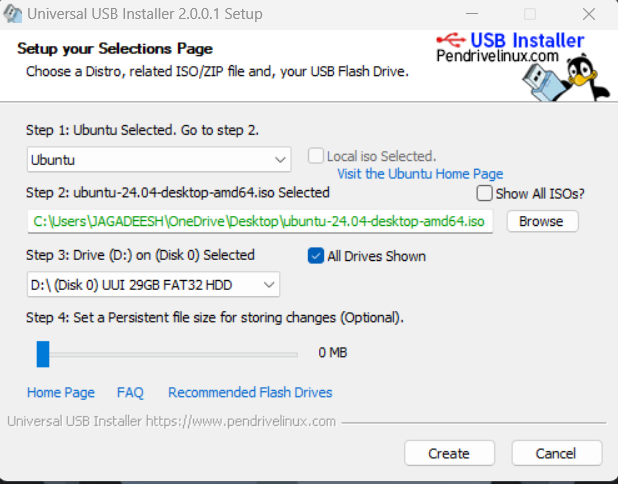 Universal USB Installer 2.0.0.1 Setup
Setup your Selections Page
Choose a Distro, related ISO/ZIP file and, your USB Flash Drive.
USB Installer
Pendrivelinux.com
Step 1: Ubuntu Selected. Go to step 2.
Ubuntu
Local iso Selected.
Visit the Ubuntu Home Page
Step 2: ubuntu-24.04-desktop-amd64.iso Selected
Show All ISOs?
C:\Users\JAGADEESH\OneDrive\Desktop\ubuntu-24.04-desktop-amd64.iso
Browse
Step 3: Drive (D:) on (Disk 0) Selected
All Drives Shown
D:\ (Disk 0) UUI 29GB FAT32 HDD
Step 4: Set a Persistent file size for storing changes (Optional).
0 MB
Home Page FAQ Recommended Flash Drives
Universal USB Installer https://www.pendrivelinux.com
Create Cancel